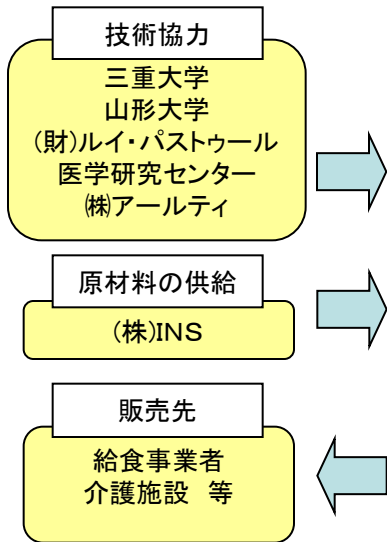 技術協力
三重大学
山形大学
(財)ルイ・パストゥール
医学研究センター
㈱アールティ
原材料の供給
(株)INS
販売先
給食事業者
介護施設　等